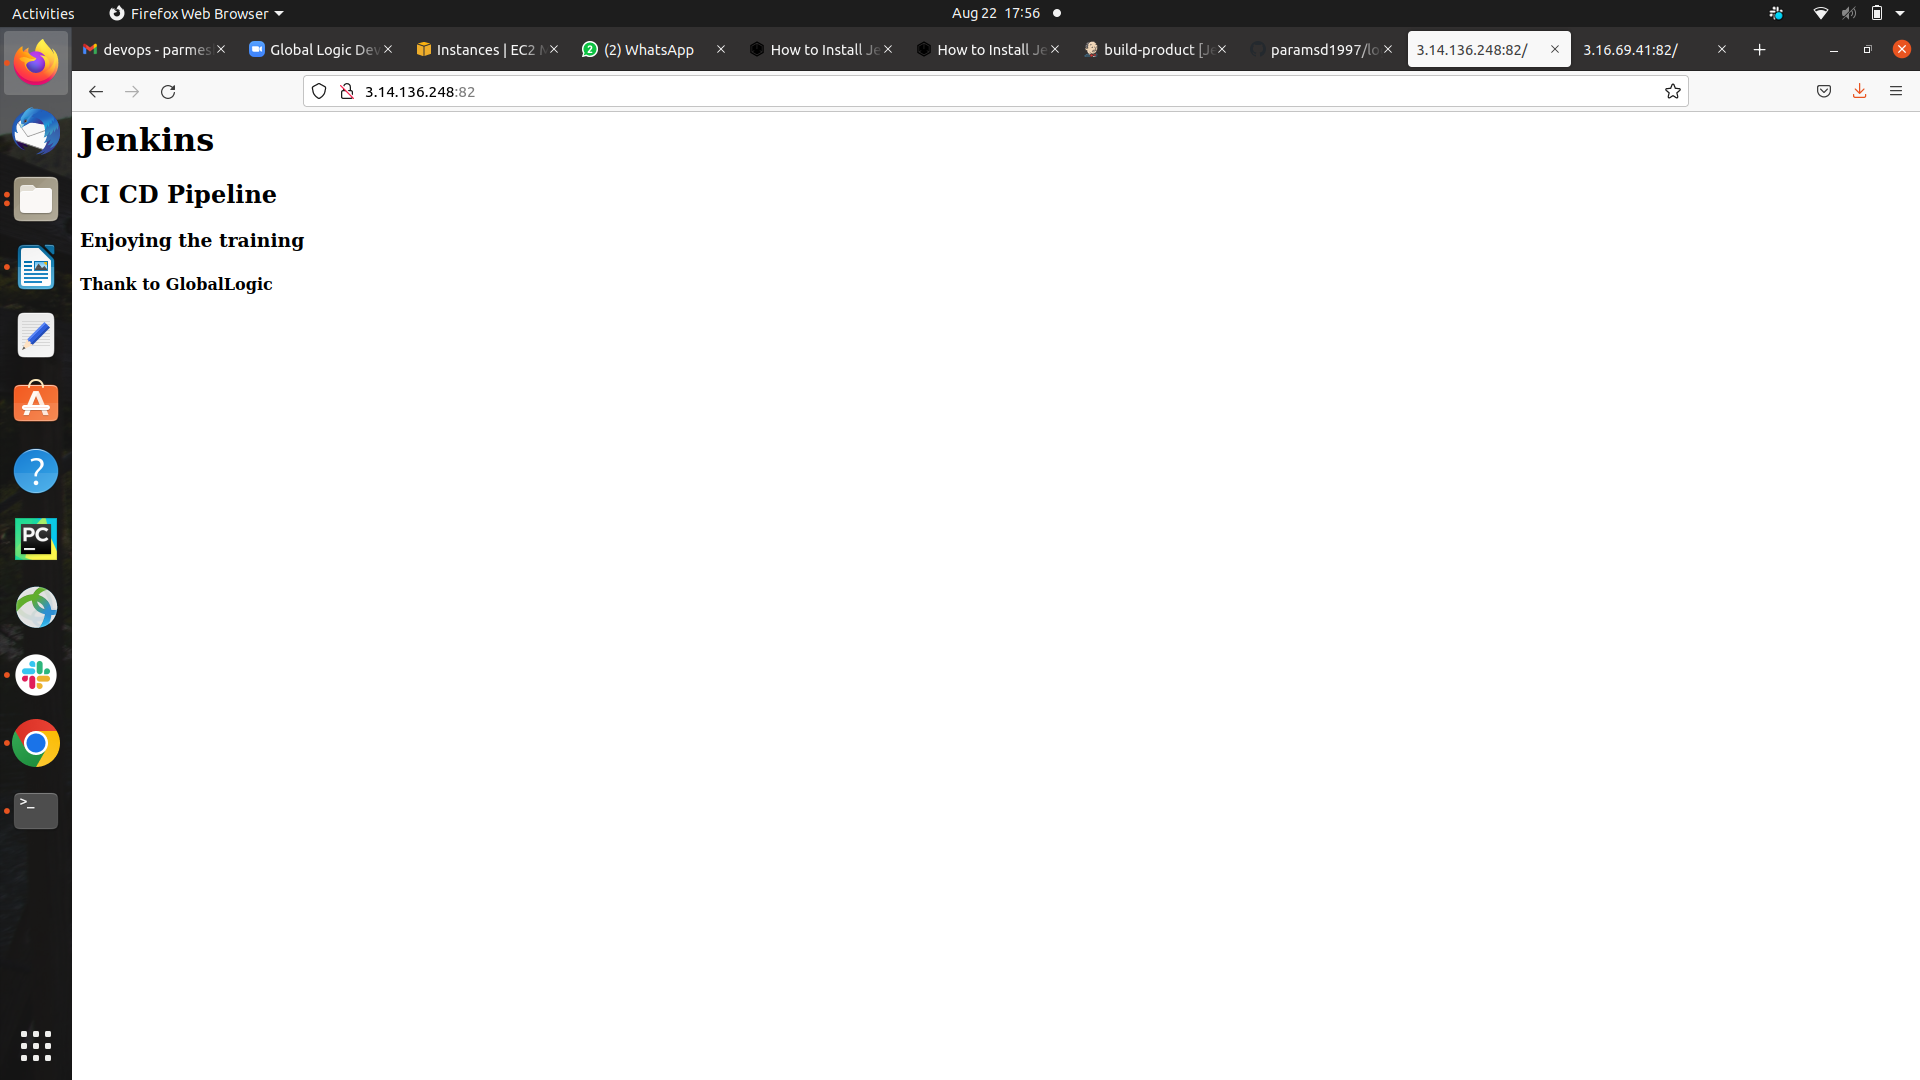 Activities
Firefox Web Browser
Aug 22 17:56
devops - parmes
Global Logic Dev
Instances | EC2 M
(2) WhatsApp
How to Install Je
How to Install Je
build-product [Je
paramsd1997/lo
3.14.136.248:82/
3.16.69.41:82/
3.14.136.248:82
Jenkins
CI CD Pipeline
Enjoying the training
Thank to GlobalLogic
PC